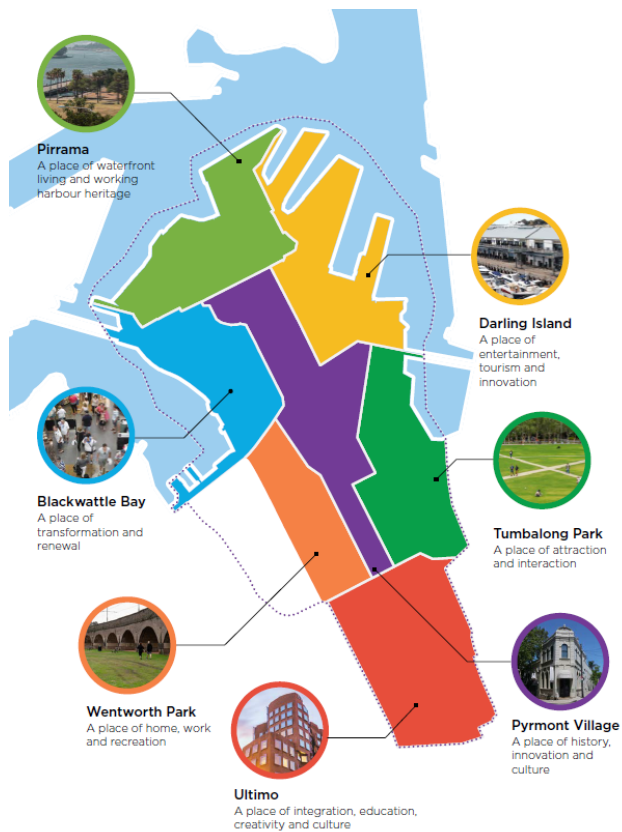 Pirrama
A place of waterfront
living and working
harbour heritage
Darling Island
A place of
entertainment,
tourism and
innovation
Blackwattle Bay
A place of
transformation and
renewal
Tumbalong Park
A place of attraction
and interaction
Wentworth Park
A place of home, work
and recreation
Pyrmont Village
A place of history,
innovation and
culture
Ultimo
A place of integration, education,
creativity and culture